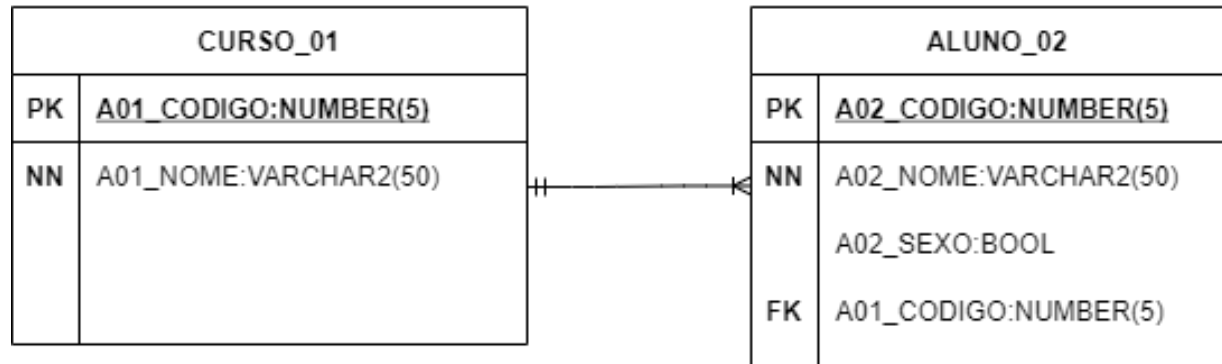 CURSO_01
PK A01_CODIGO:NUMBER(5)
NN A01_NOME:VARCHAR2(50)
ALUNO_02
PK A02_CODIGO:NUMBER(5)
NN A02_NOME:VARCHAR2(50)
A02_SEXO:BOOL
FK A01_CODIGO:NUMBER(5)